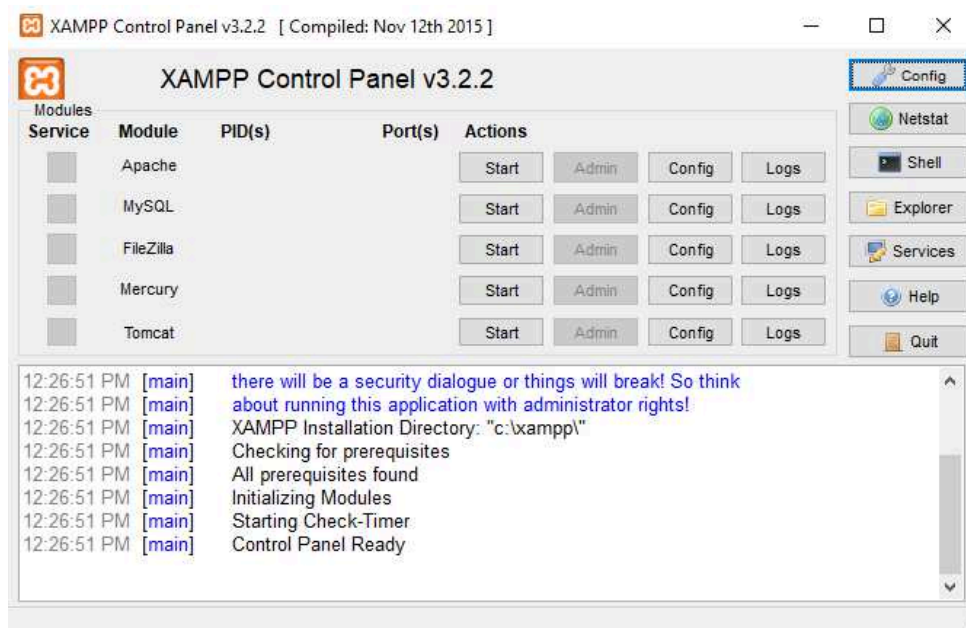 XAMPP Control Panel v3.2.2 [ Compiled: Nov 12th 2015 ]
XAMPP Control Panel v3.2.2
Config
Netstat
Shell
Explorer
Services
Help
Quit
Modules
Service Module PID(s) Port(s) Actions
Apache Start Admin Config Logs
MySQL Start Admin Config Logs
FileZilla Start Admin Config Logs
Mercury Start Admin Config Logs
Tomcat Start Admin Config Logs
12:26:51 PM [main] there will be a security dialogue or things will break! So think
12:26:51 PM [main] about running this application with administrator rights!
12:26:51 PM [main] XAMPP Installation Directory: "c:\xampp\"
12:26:51 PM [main] Checking for prerequisites
12:26:51 PM [main] All prerequisites found
12:26:51 PM [main] Initializing Modules
12:26:51 PM [main] Starting Check-Timer
12:26:51 PM [main] Control Panel Ready